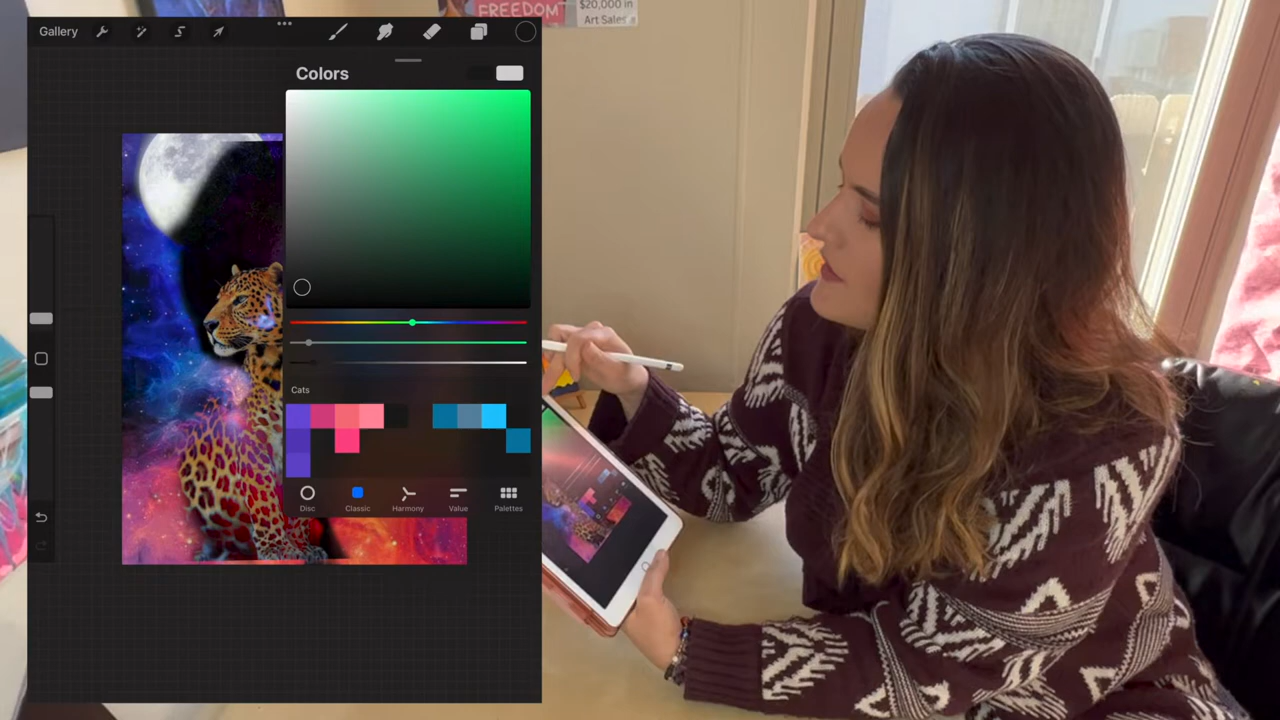 FREEDOM
$20,000 in
Art Sales
Gallery
Colors
Cats
Disc
Classic
Harmony
Value
Palettes